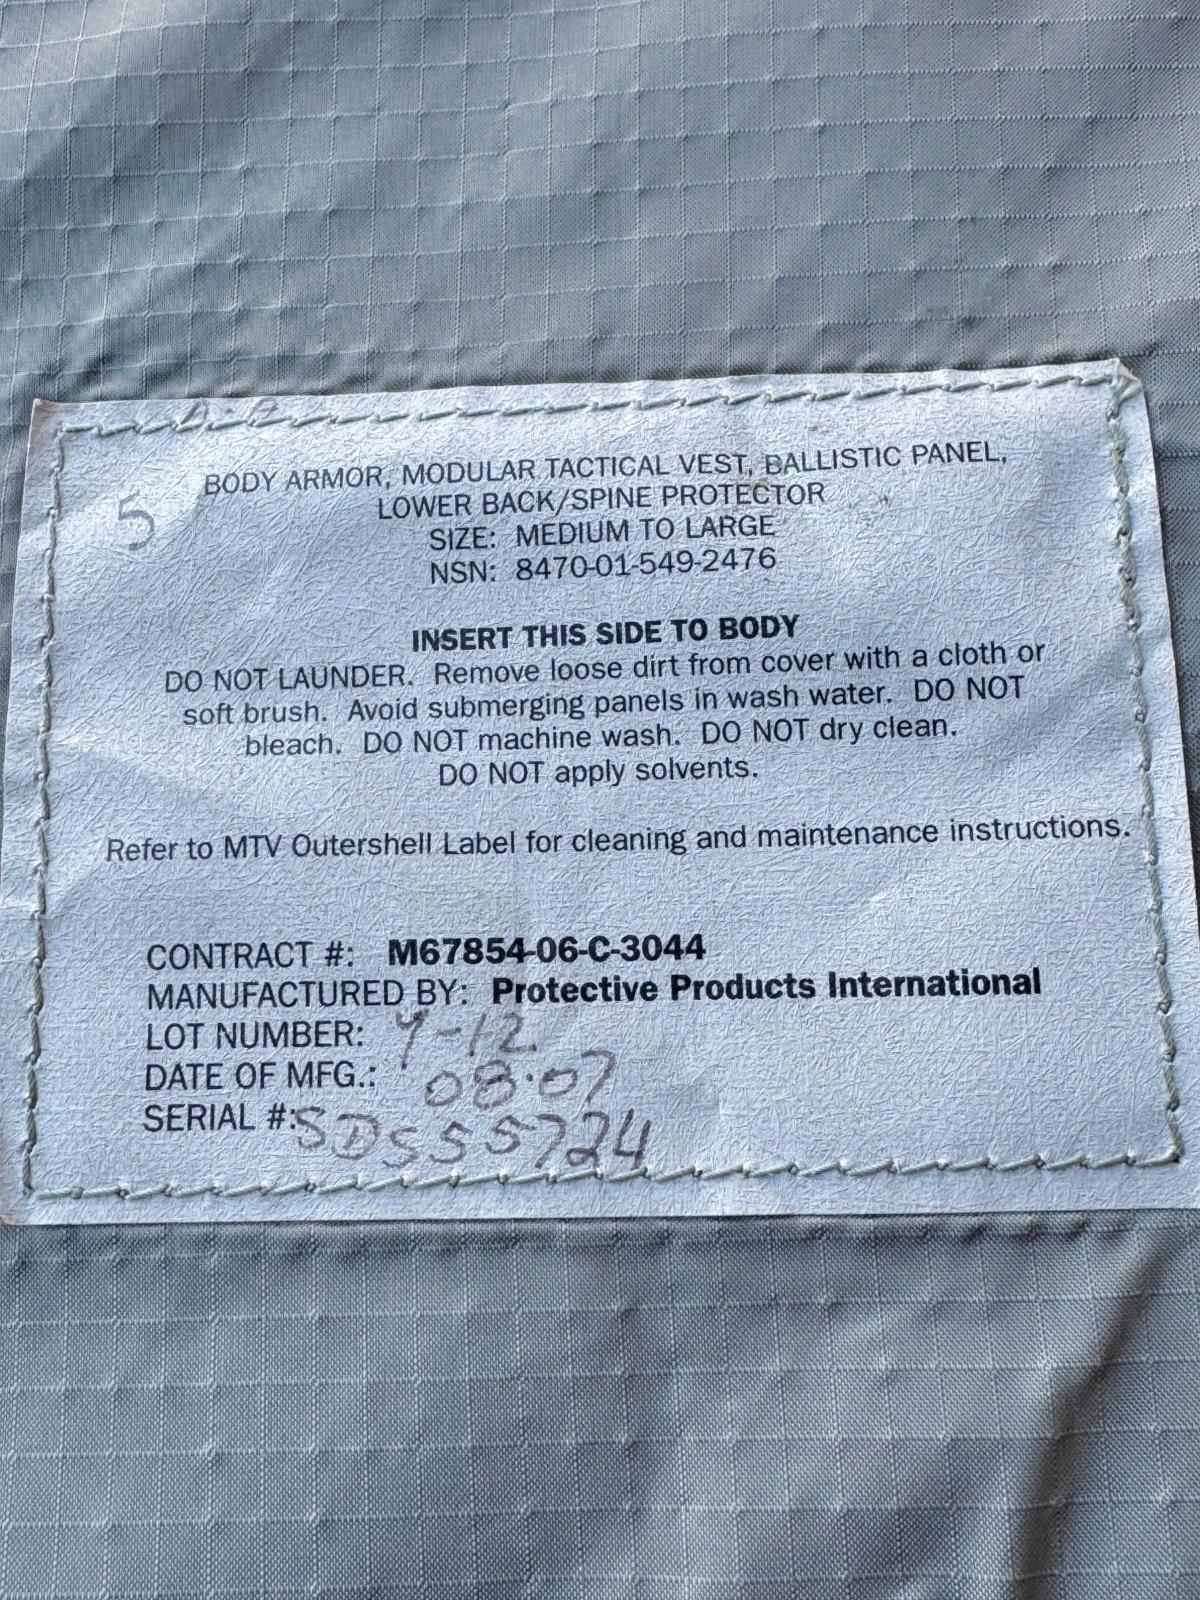 A-A
5
BODY ARMOR, MODULAR TACTICAL VEST, BALLISTIC PANEL,
LOWER BACK/SPINE PROTECTOR
SIZE: MEDIUM TO LARGE
NSN: 8470-01-549-2476
INSERT THIS SIDE TO BODY
DO NOT LAUNDER. Remove loose dirt from cover with a cloth or
soft brush. Avoid submerging panels in wash water. DO NOT
bleach. DO NOT machine wash. DO NOT dry clean.
DO NOT apply solvents.
Refer to MTV Outershell Label for cleaning and maintenance instructions.
CONTRACT #: M67854-06-C-3044
MANUFACTURED BY: Protective Products International
LOT NUMBER:
DATE OF MFG.: 08-07
SERIAL #: